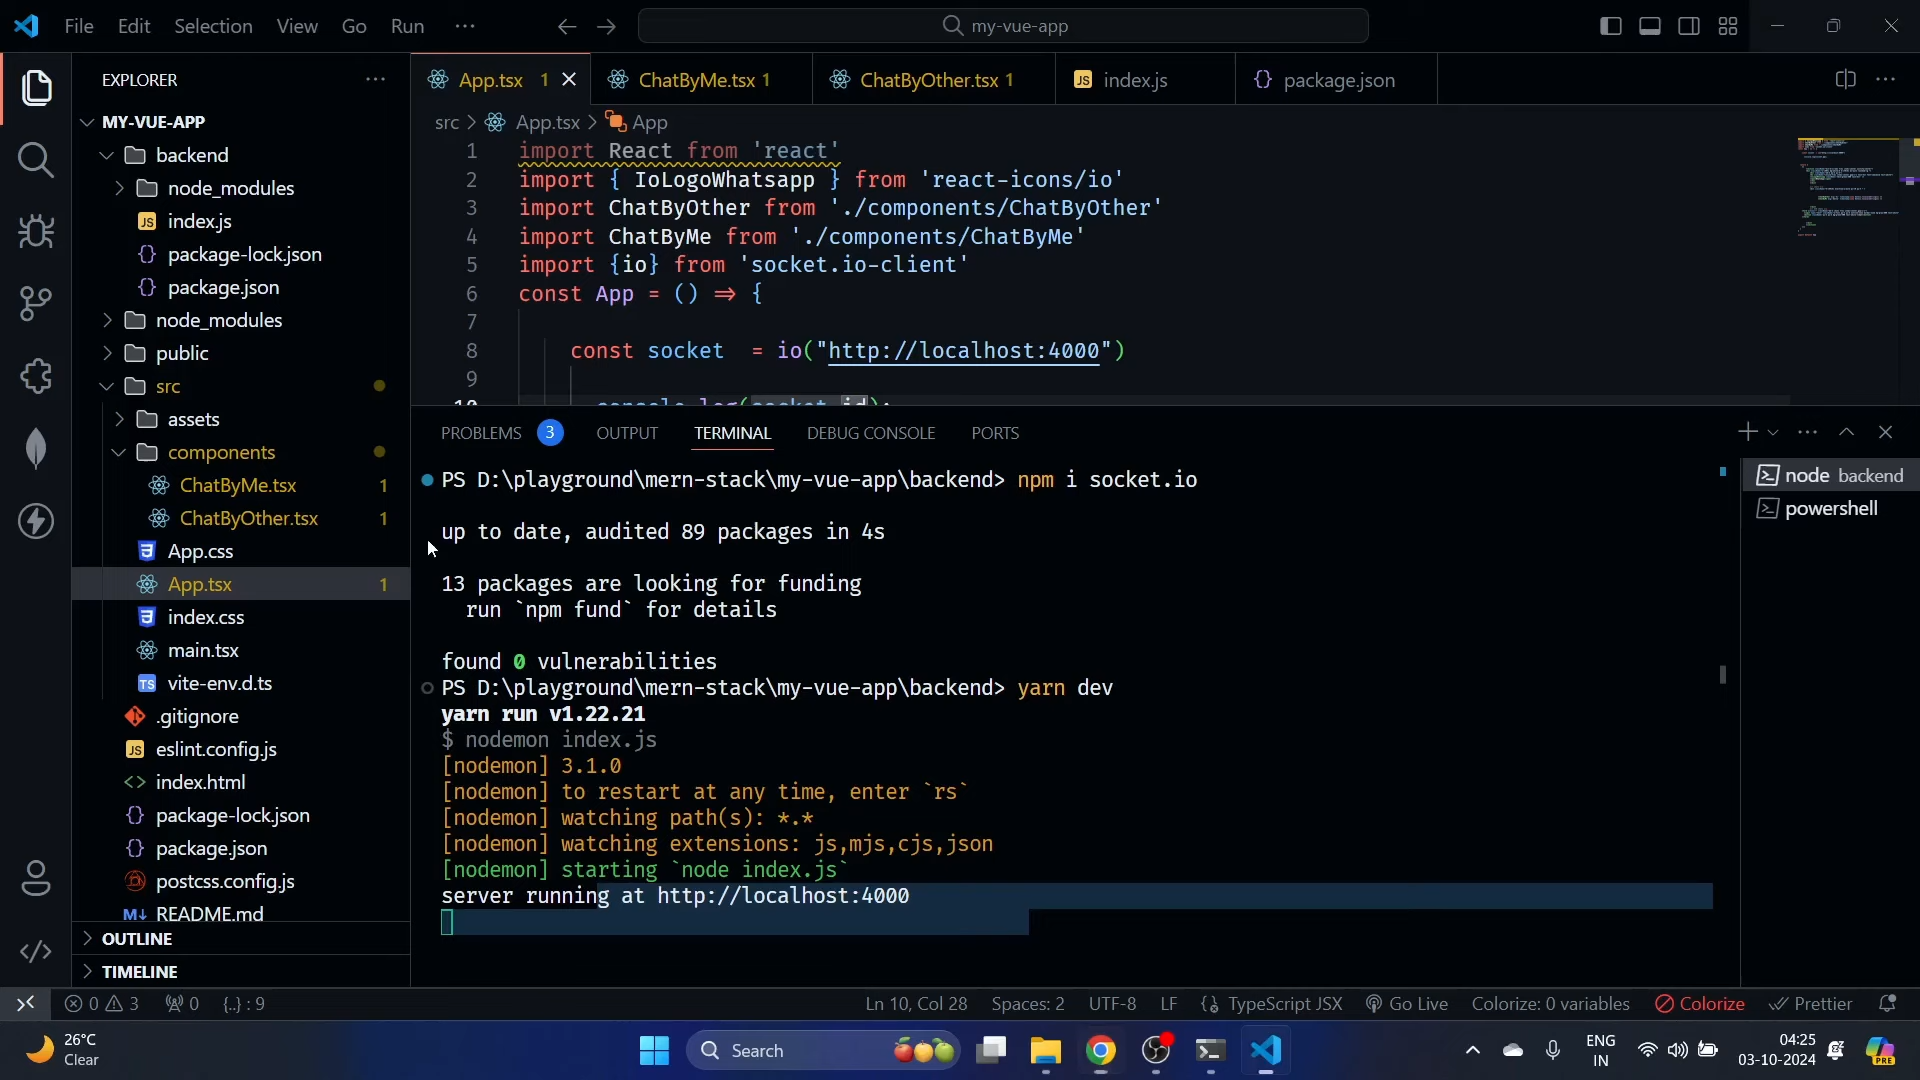 File Edit Selection View Go Run ···
my-vue-app
EXPLORER
MY-VUE-APP
backend
node_modules
index.js
package-lock.json
package.json
node_modules
public
src
assets
components
ChatByMe.tsx 1
ChatByOther.tsx 1
App.css
App.tsx 1
index.css
main.tsx
vite-env.d.ts
.gitignore
eslint.config.js
index.html
package-lock.json
package.json
postcss.config.js
README.md
OUTLINE
TIMELINE
App.tsx 1 ChatByMe.tsx 1 ChatByOther.tsx 1 index.js package.json
src > App.tsx > App
1 import React from 'react'
2 import { IoLogoWhatsapp } from 'react-icons/io'
3 import ChatByOther from './components/ChatByOther'
4 import ChatByMe from './components/ChatByMe'
5 import {io} from 'socket.io-client'
6 const App = () => {
7
8 const socket = io("http://localhost:4000")
9
10 console.log(socket.id);
PROBLEMS 3 OUTPUT TERMINAL DEBUG CONSOLE PORTS
PS D:\playground\mern-stack\my-vue-app\backend> npm i socket.io
up to date, audited 89 packages in 4s
13 packages are looking for funding
run `npm fund` for details
found 0 vulnerabilities
PS D:\playground\mern-stack\my-vue-app\backend> yarn dev
yarn run v1.22.21
$ nodemon index.js
[nodemon] 3.1.0
[nodemon] to restart at any time, enter `rs`
[nodemon] watching path(s): *.*
[nodemon] watching extensions: js,mjs,cjs,json
[nodemon] starting `node index.js`
server running at http://localhost:4000
node backend
powershell
0 3 0 {..} : 9 Ln 10, Col 28 Spaces: 2 UTF-8 LF TypeScript JSX Go Live Colorize: 0 variables Colorize Prettier
26°C
Clear
Search
ENG
IN
04:25
03-10-2024
PRE